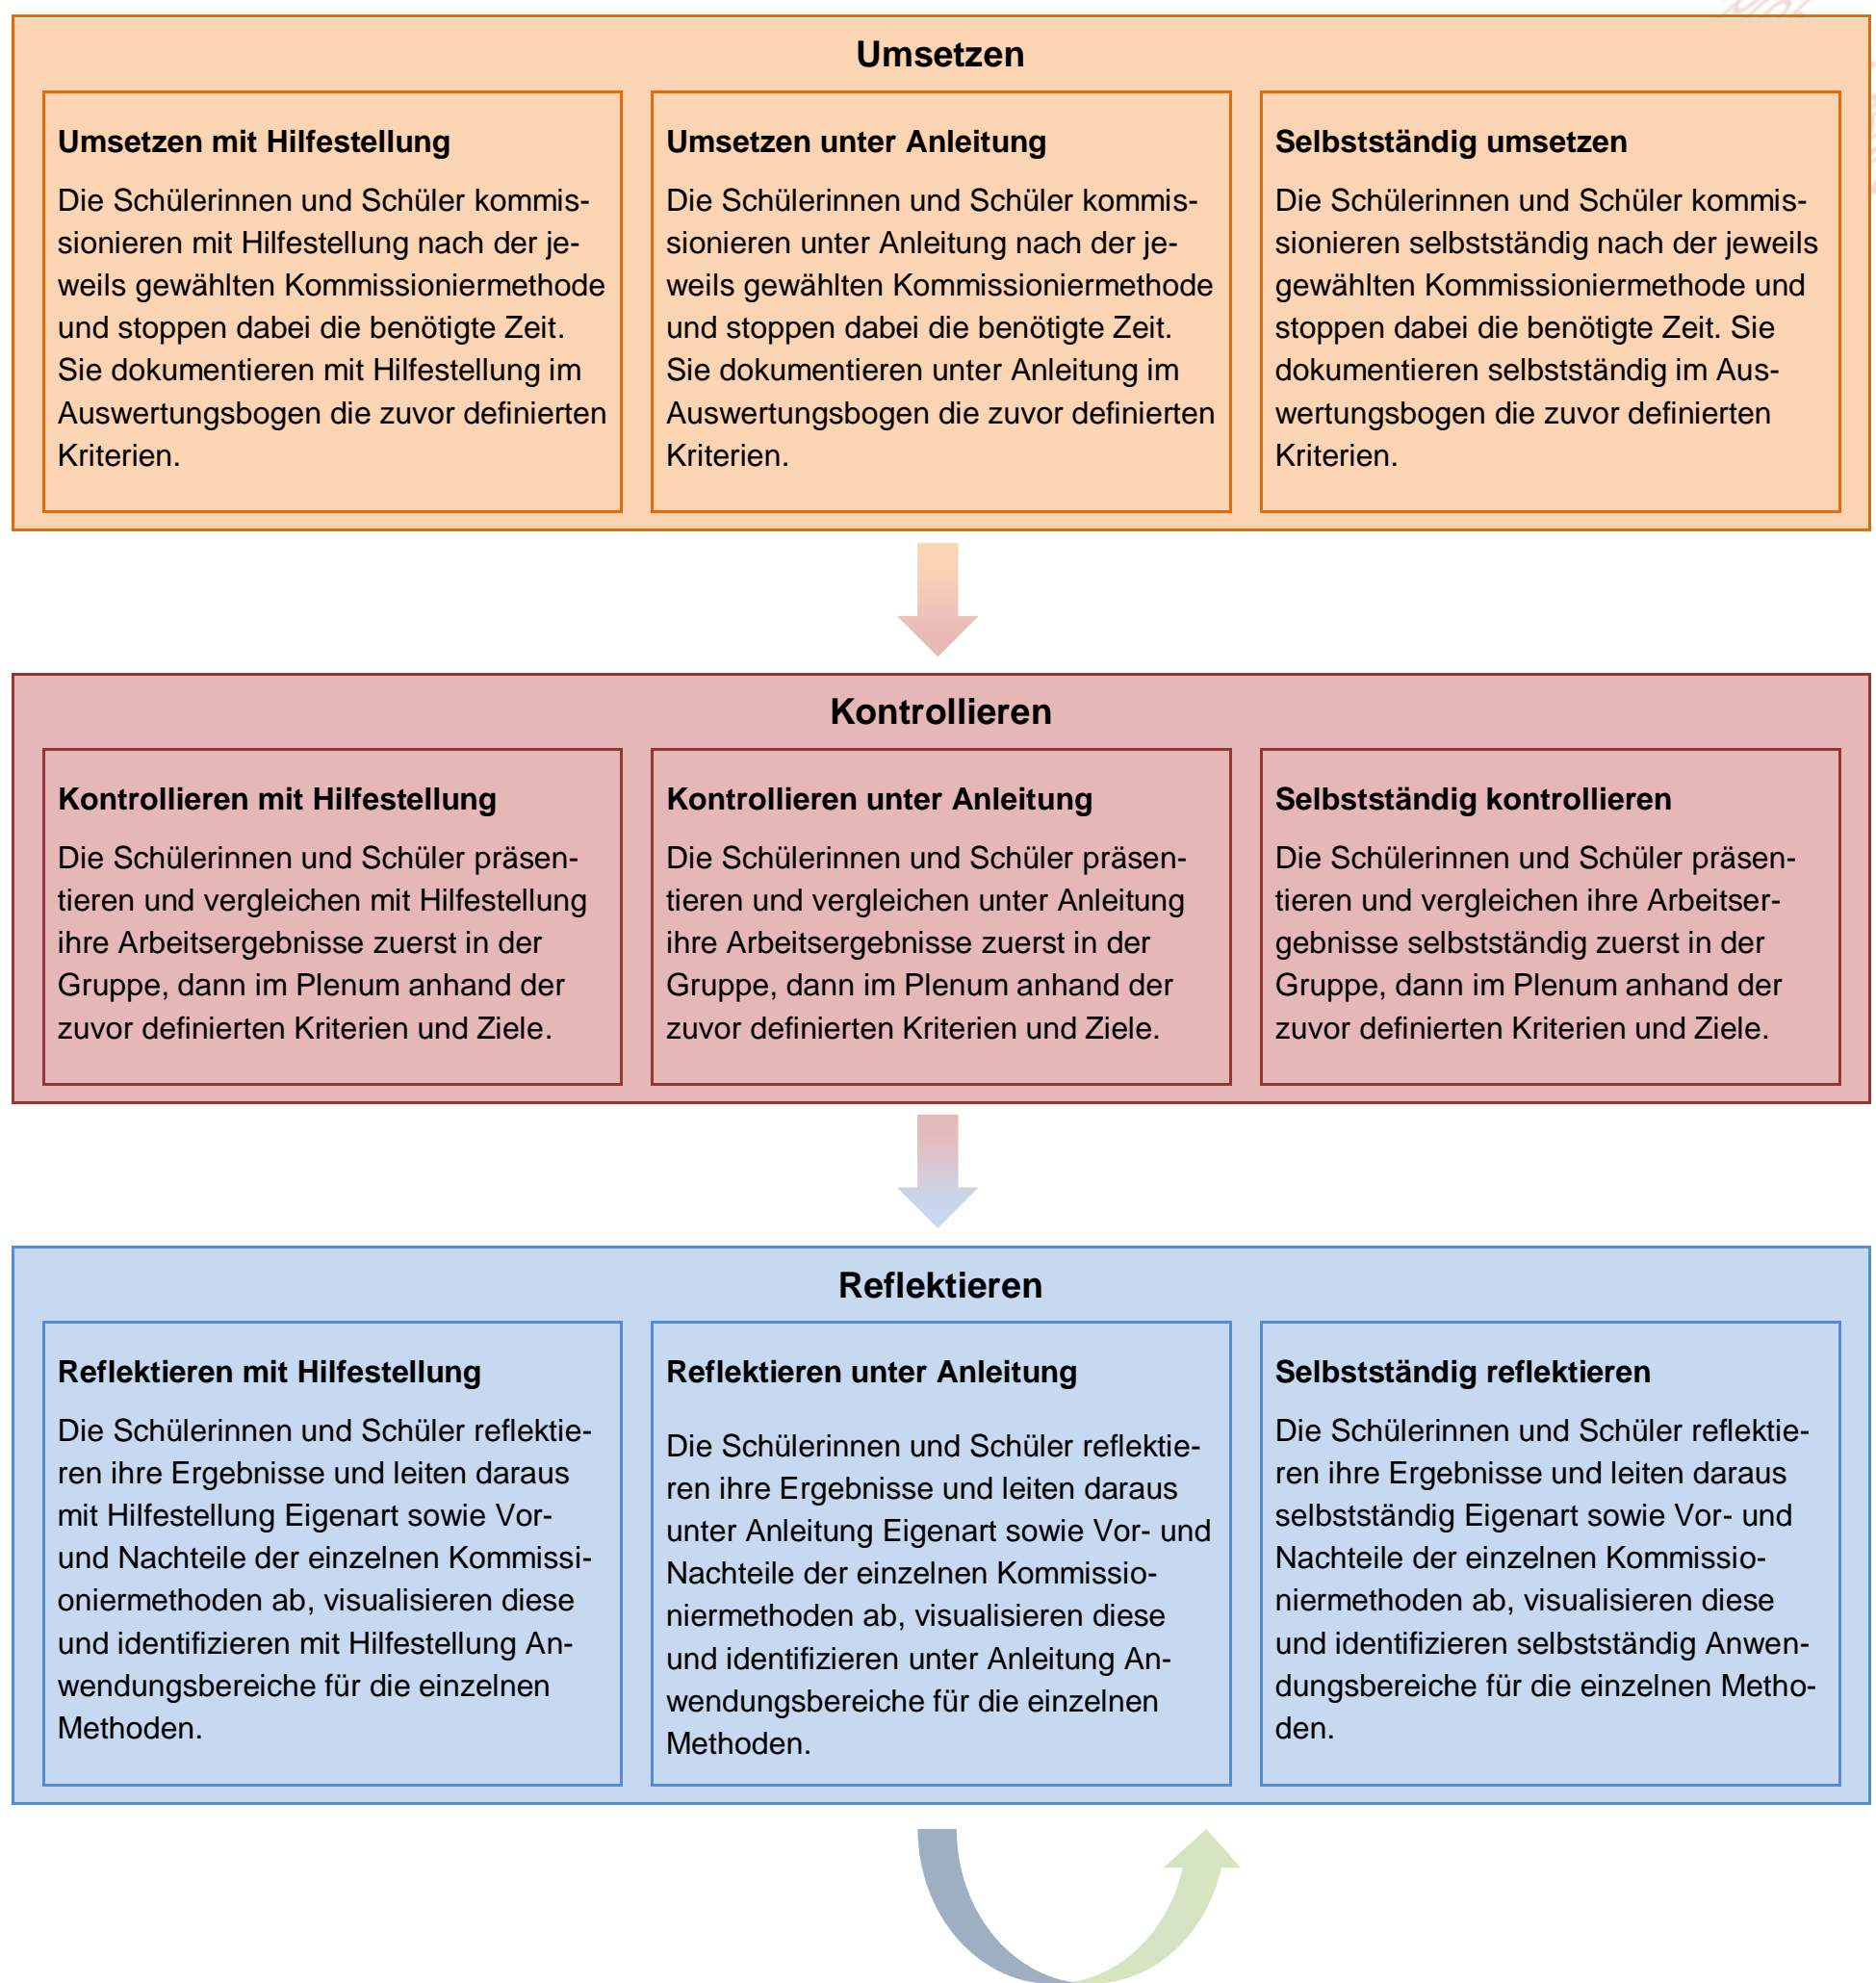 Umsetzen
Umsetzen mit Hilfestellung
Die Schülerinnen und Schüler kommis-
sionieren mit Hilfestellung nach der je-
weils gewählten Kommissioniermethode
und stoppen dabei die benötigte Zeit.
Sie dokumentieren mit Hilfestellung im
Auswertungsbogen die zuvor definierten
Kriterien.
Umsetzen unter Anleitung
Die Schülerinnen und Schüler kommis-
sionieren unter Anleitung nach der je-
weils gewählten Kommissioniermethode
und stoppen dabei die benötigte Zeit.
Sie dokumentieren unter Anleitung im
Auswertungsbogen die zuvor definierten
Kriterien.
Selbstständig umsetzen
Die Schülerinnen und Schüler kommis-
sionieren selbstständig nach der jeweils
gewählten Kommissioniermethode und
stoppen dabei die benötigte Zeit. Sie
dokumentieren selbstständig im Aus-
wertungsbogen die zuvor definierten
Kriterien.
Kontrollieren
Kontrollieren mit Hilfestellung
Die Schülerinnen und Schüler präsen-
tieren und vergleichen mit Hilfestellung
ihre Arbeitsergebnisse zuerst in der
Gruppe, dann im Plenum anhand der
zuvor definierten Kriterien und Ziele.
Kontrollieren unter Anleitung
Die Schülerinnen und Schüler präsen-
tieren und vergleichen unter Anleitung
ihre Arbeitsergebnisse zuerst in der
Gruppe, dann im Plenum anhand der
zuvor definierten Kriterien und Ziele.
Selbstständig kontrollieren
Die Schülerinnen und Schüler präsen-
tieren und vergleichen ihre Arbeitser-
gebnisse selbstständig zuerst in der
Gruppe, dann im Plenum anhand der
zuvor definierten Kriterien und Ziele.
Reflektieren
Reflektieren mit Hilfestellung
Die Schülerinnen und Schüler reflektie-
ren ihre Ergebnisse und leiten daraus
mit Hilfestellung Eigenart sowie Vor-
und Nachteile der einzelnen Kommissi-
oniermethoden ab, visualisieren diese
und identifizieren mit Hilfestellung An-
wendungsbereiche für die einzelnen
Methoden.
Reflektieren unter Anleitung
Die Schülerinnen und Schüler reflektie-
ren ihre Ergebnisse und leiten daraus
unter Anleitung Eigenart sowie Vor- und
Nachteile der einzelnen Kommissio-
niermethoden ab, visualisieren diese
und identifizieren unter Anleitung An-
wendungsbereiche für die einzelnen
Methoden.
Selbstständig reflektieren
Die Schülerinnen und Schüler reflektie-
ren ihre Ergebnisse und leiten daraus
selbstständig Eigenart sowie Vor- und
Nachteile der einzelnen Kommissio-
niermethoden ab, visualisieren diese
und identifizieren selbstständig Anwen-
dungsbereiche für die einzelnen Metho-
den.